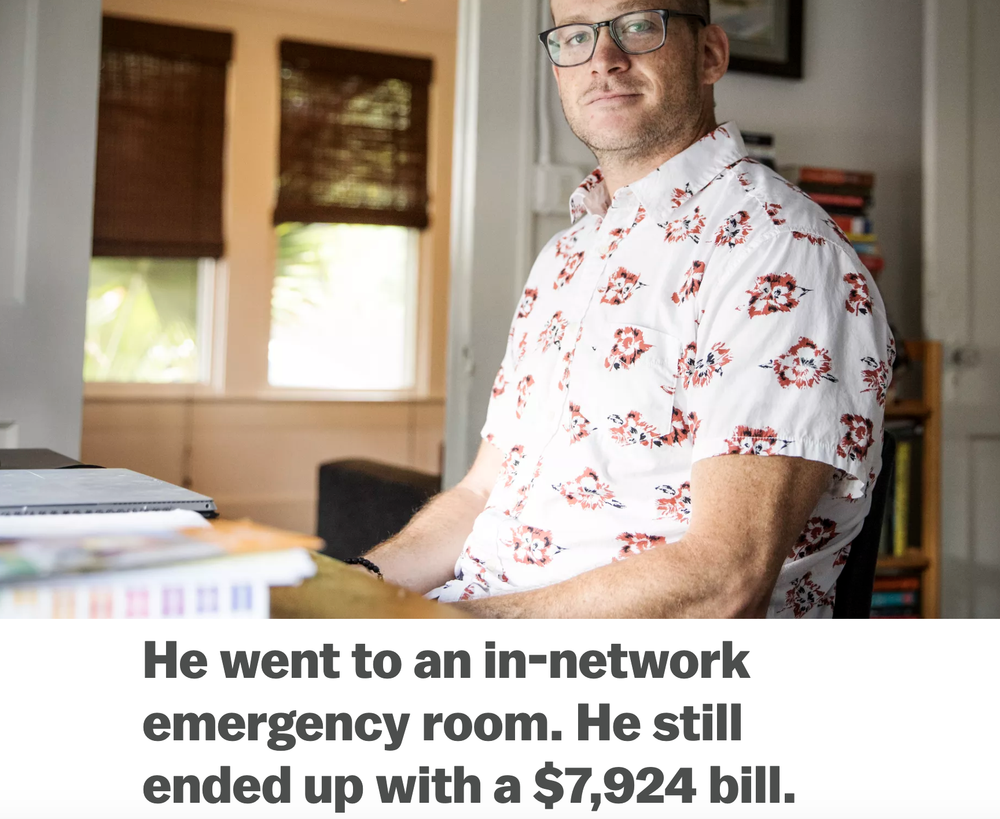 He went to an in-network
emergency room. He still
ended up with a $7,924 bill.